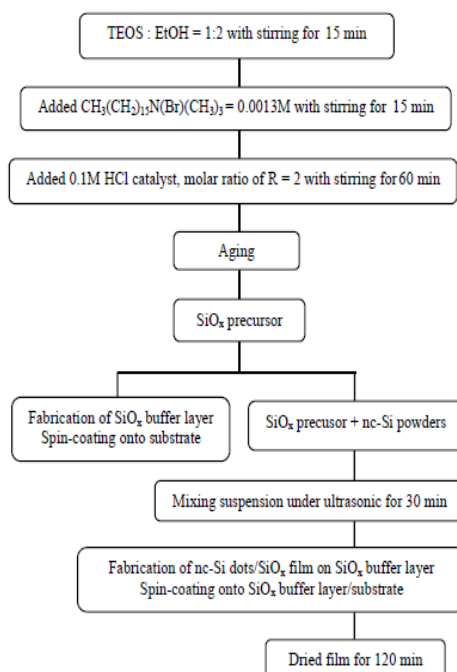 TEOS : EtOH = 1:2 with stirring for 15 min
Added CH₃(CH₂)₁₅N(Br)(CH₃)₃ = 0.0013M with stirring for 15 min
Added 0.1M HCl catalyst, molar ratio of R = 2 with stirring for 60 min
Aging
SiOₓ precursor
Fabrication of SiOₓ buffer layer
Spin-coating onto substrate
SiOₓ precusor + nc-Si powders
Mixing suspension under ultrasonic for 30 min
Fabrication of nc-Si dots/SiOₓ film on SiOₓ buffer layer
Spin-coating onto SiOₓ buffer layer/substrate
Dried film for 120 min